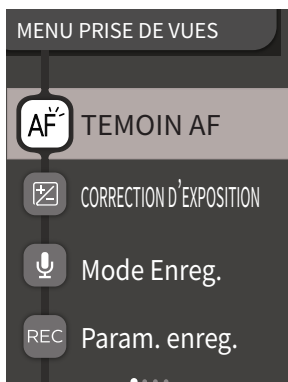 MENU PRISE DE VUES
AF TEMOIN AF
CORRECTION D'EXPOSITION
Mode Enreg.
REC Param. enreg.